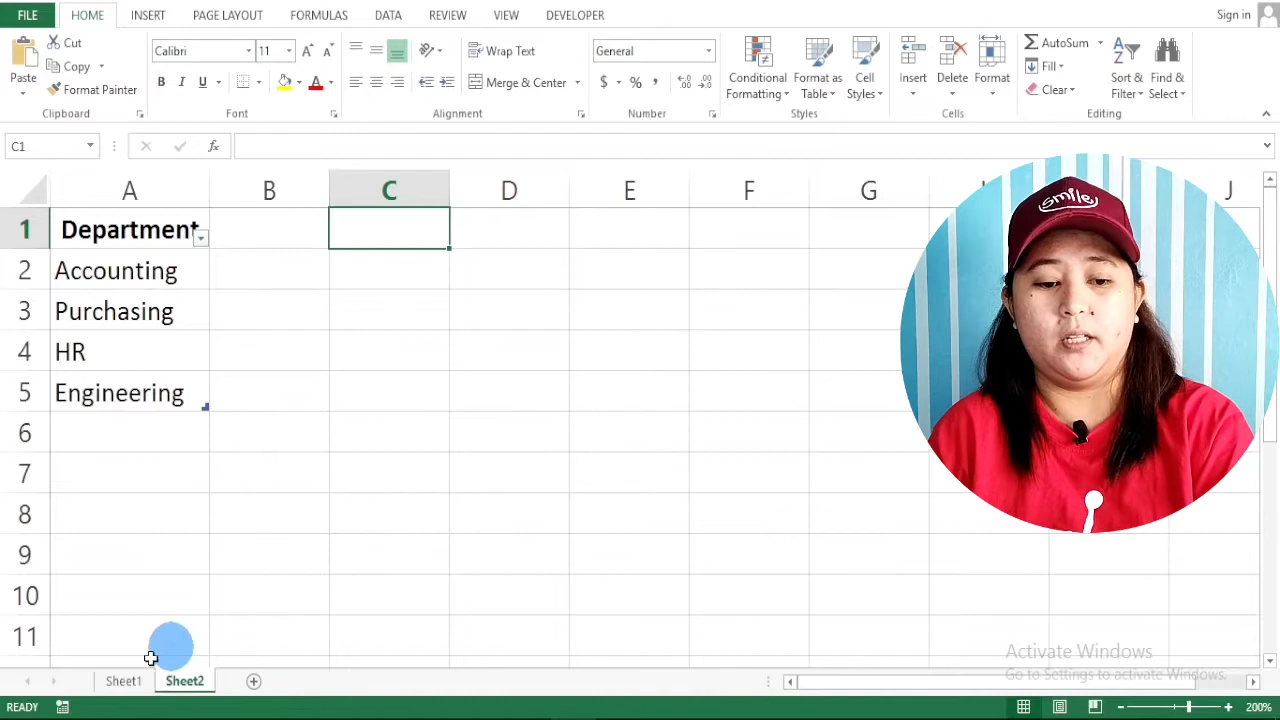 FILE HOME INSERT PAGE LAYOUT FORMULAS DATA REVIEW VIEW DEVELOPER Sign in
Paste
Cut
Copy
Format Painter
Clipboard
Calibri 11
B I U A
Font
Wrap Text
Merge & Center
Alignment
General
$ % ,
Number
Conditional
Formatting
Format as
Table
Cell
Styles
Styles
Insert Delete Format
Cells
AutoSum
Fill
Clear
Sort &
Filter
Find &
Select
Editing
C1 fx
A B C D E F G J
1 Department
2 Accounting
3 Purchasing
4 HR
5 Engineering
6
7
8
9
10
11
smile
Activate Windows
Go to Settings to activate Windows.
Sheet1 Sheet2
READY 200%